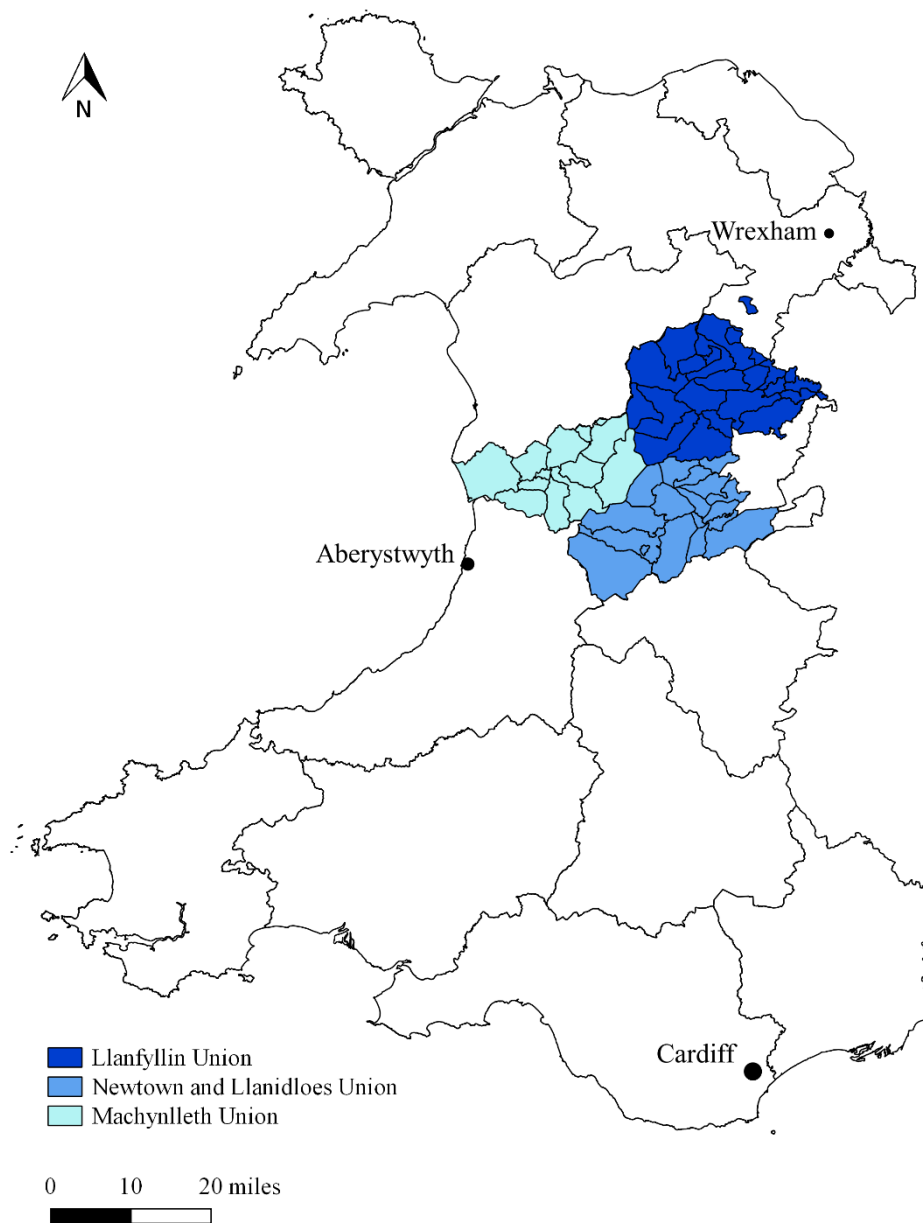 N
Wrexham
Aberystwyth
Cardiff
Llanfyllin Union
Newtown and Llanidloes Union
Machynlleth Union
0 10 20 miles